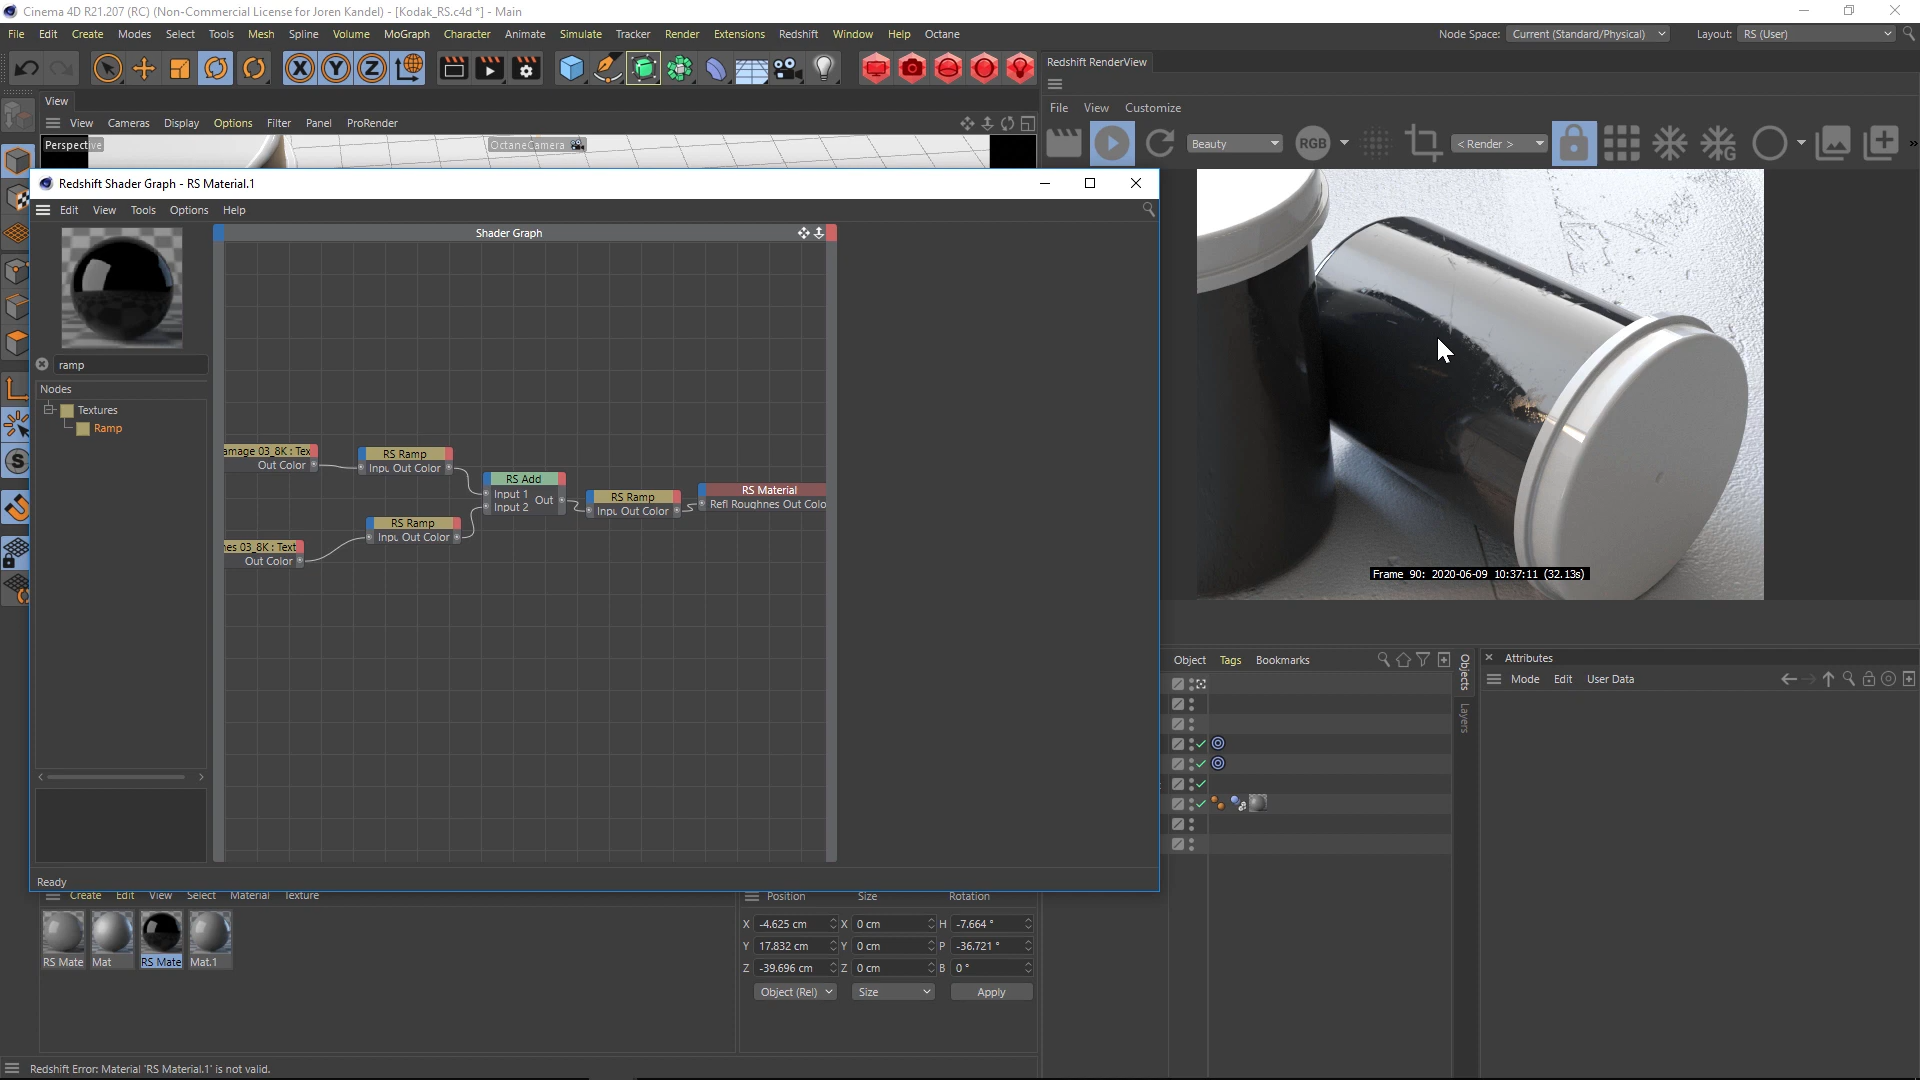 Cinema 4D R21.207 (RC) (Non-Commercial License for Joren Kandel) - [Kodak_RS.c4d *] - Main
File Edit Create Modes Select Tools Mesh Spline Volume MoGraph Character Animate Simulate Tracker Render Extensions Redshift Window Help Octane
Node Space: Current (Standard/Physical) Layout: RS (User)
Redshift RenderView
View
File View Customize
View Cameras Display Options Filter Panel ProRender
Perspective
OctaneCamera
Beauty
RGB
< Render >
Redshift Shader Graph - RS Material.1
Edit View Tools Options Help
Shader Graph
ramp
Nodes
Textures
Ramp
amage 03_8K : Tex
Out Color
RS Ramp
Inpu Out Color
RS Add
Input 1
Input 2
Out
RS Ramp
Inpu Out Color
RS Material
Refl Roughnes Out Colo
RS Ramp
Inpu Out Color
nes 03_8K : Text
Out Color
Frame 90: 2020-06-09 10:37:11 (32.13s)
Object Tags Bookmarks
Objects
Layers
Attributes
Mode Edit User Data
Ready
Create Edit View Select Material Texture
Position Size Rotation
X -4.625 cm X 0 cm H -7.664 °
Y 17.832 cm Y 0 cm P -36.721 °
Z -39.696 cm Z 0 cm B 0 °
Object (Rel) Size Apply
RS Mate Mat RS Mate Mat.1
Redshift Error: Material 'RS Material.1' is not valid.